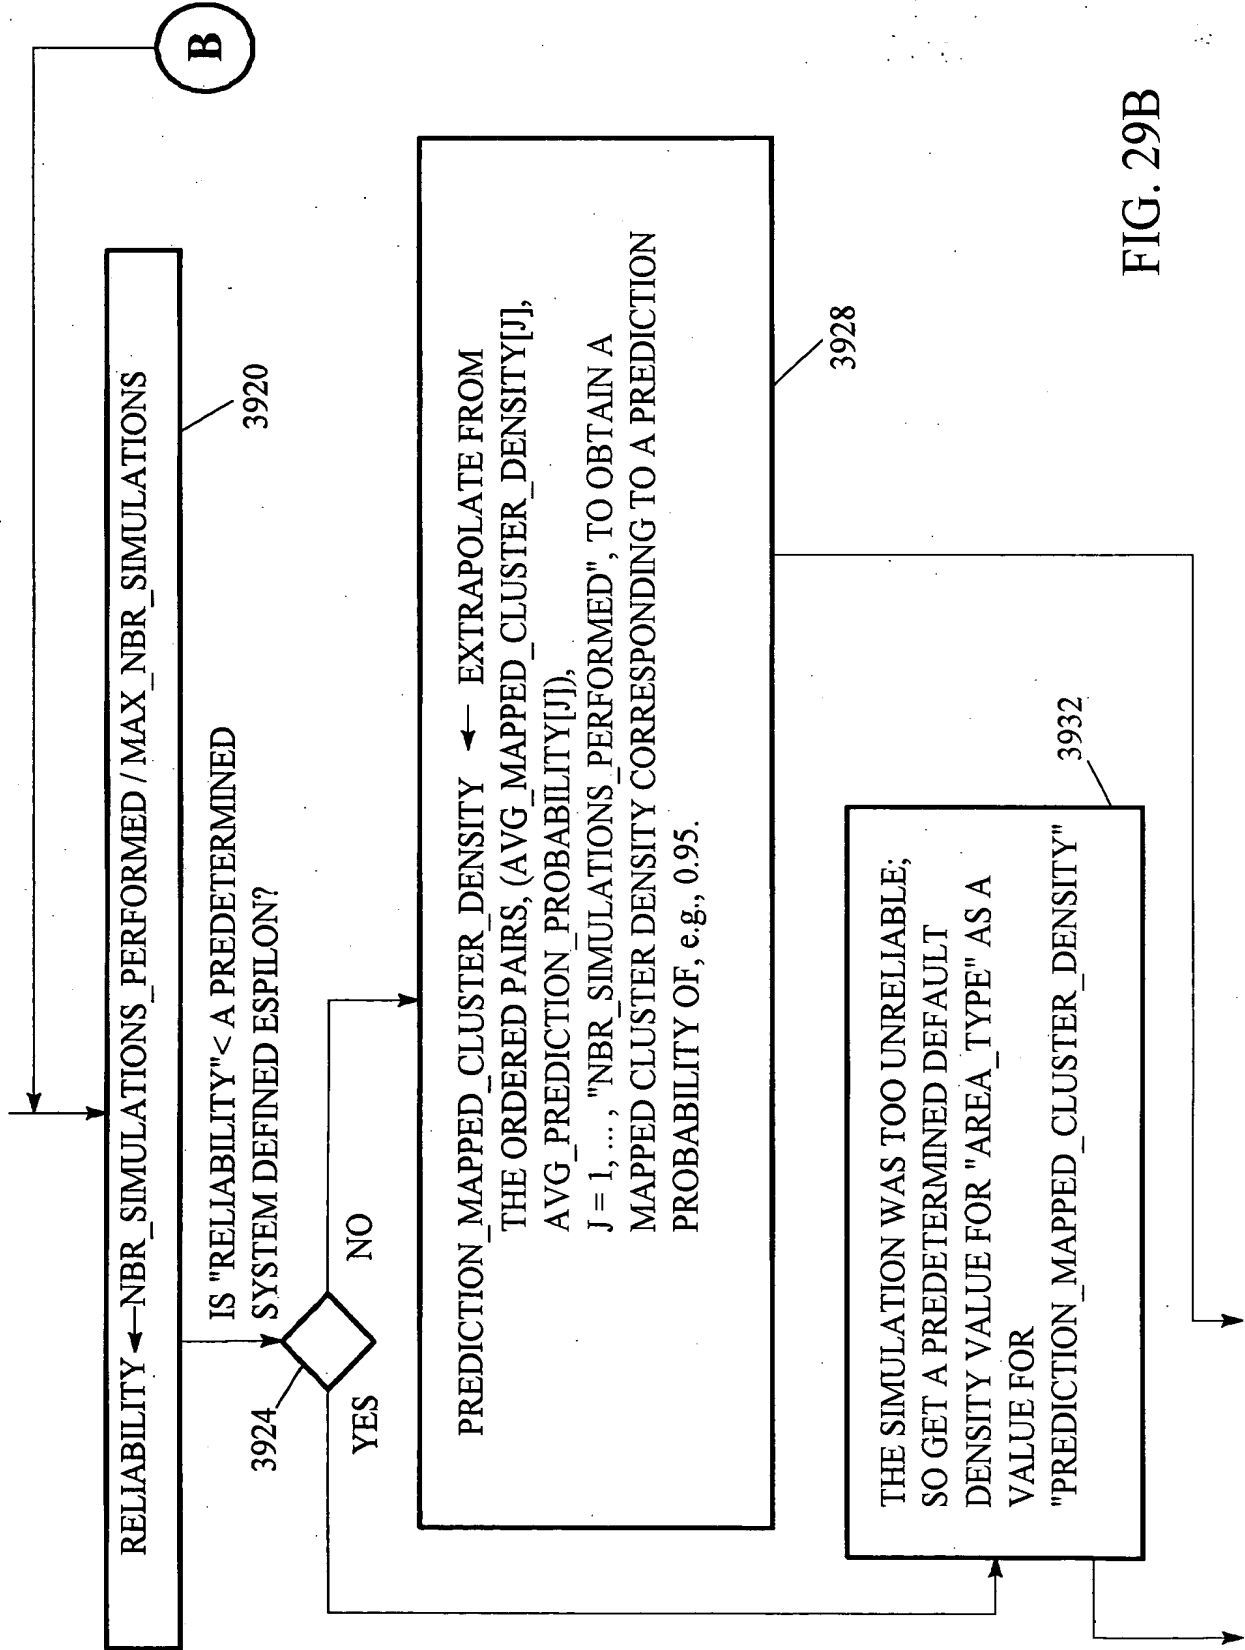 B
RELIABILITY ← NBR_SIMULATIONS_PERFORMED / MAX_NBR_SIMULATIONS
3920
IS "RELIABILITY"< A PREDETERMINED
SYSTEM DEFINED ESPILON?
3924
YES
NO
PREDICTION_MAPPED_CLUSTER_DENSITY ← EXTRAPOLATE FROM
THE ORDERED PAIRS, (AVG_MAPPED_CLUSTER_DENSITY[J],
AVG_PREDICTION_PROBABILITY[J]),
J = 1, ... , "NBR_SIMULATIONS_PERFORMED", TO OBTAIN A
MAPPED CLUSTER DENSITY CORRESPONDING TO A PREDICTION
PROBABILITY OF, e.g., 0.95.
3928
THE SIMULATION WAS TOO UNRELIABLE;
SO GET A PREDETERMINED DEFAULT
DENSITY VALUE FOR "AREA_TYPE" AS A
VALUE FOR
"PREDICTION_MAPPED_CLUSTER_DENSITY"
3932
FIG. 29B